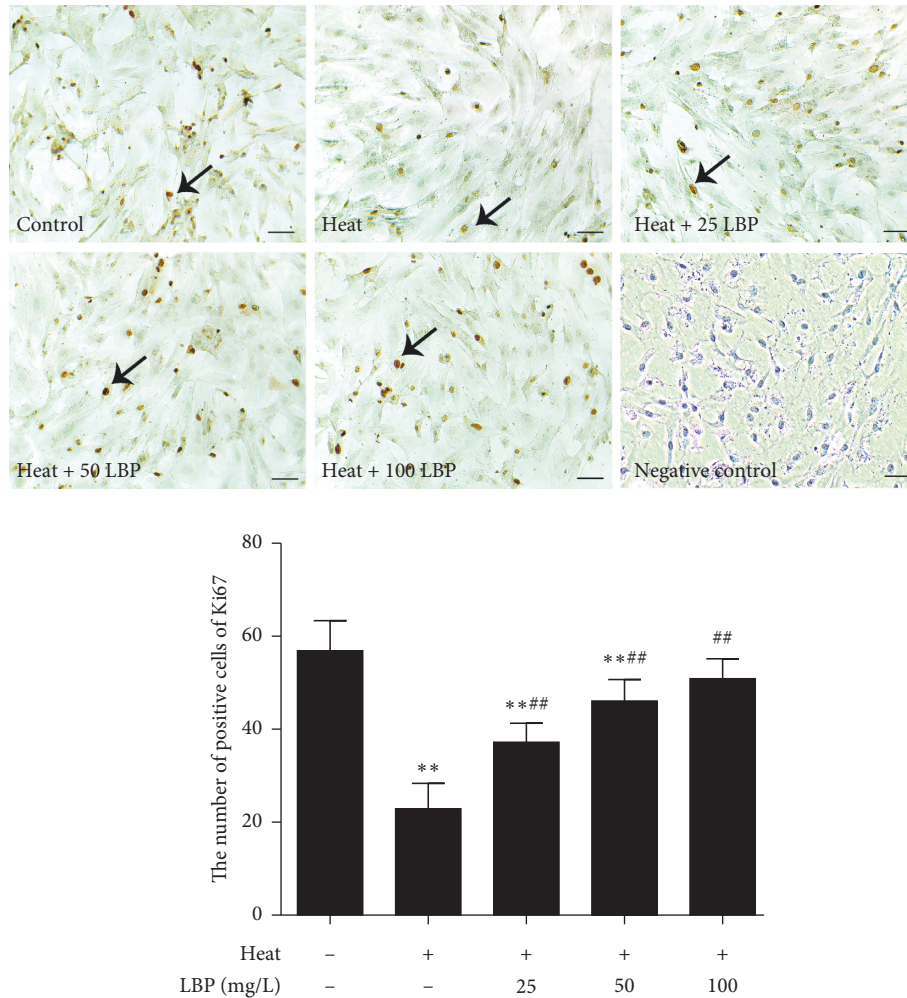 Control
Heat
Heat + 25 LBP
Heat + 50 LBP
Heat + 100 LBP
Negative control
The number of positive cells of Ki67
80
60
40
20
0
**
**##
**##
##
Heat – + + + +
LBP (mg/L) – – 25 50 100